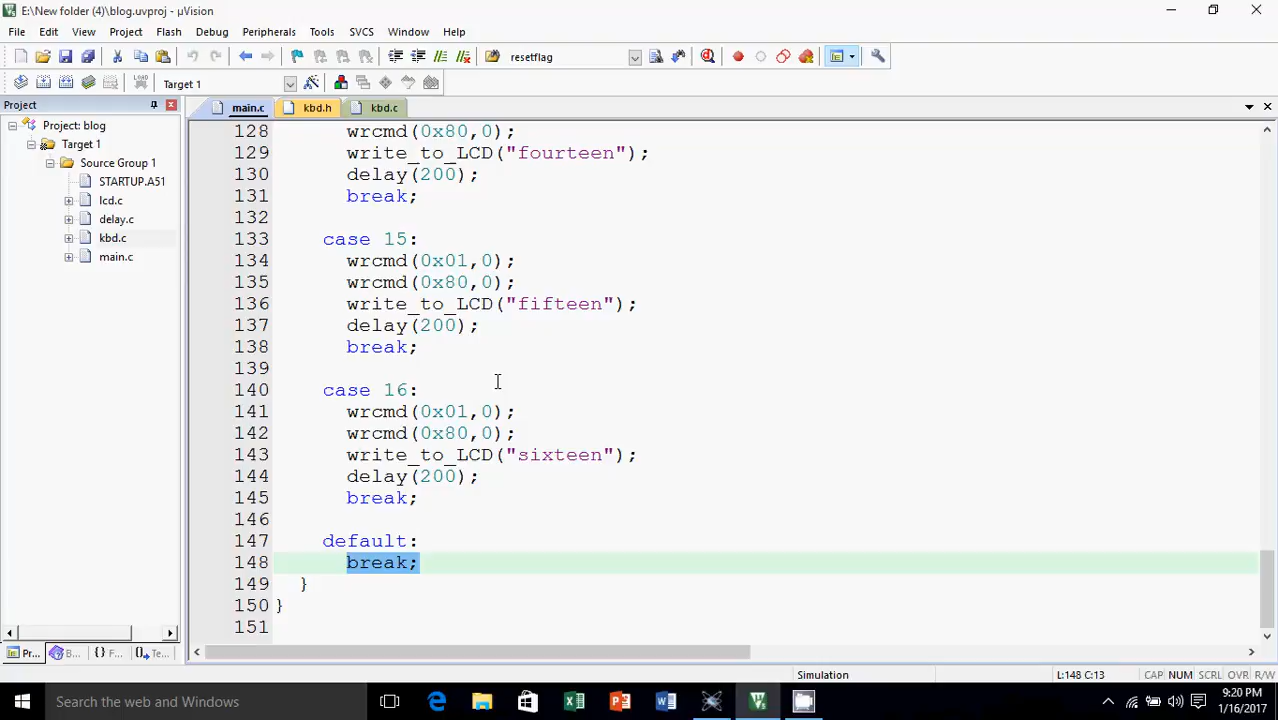 E:\New folder (4)\blog.uvproj - µVision
File Edit View Project Flash Debug Peripherals Tools SVCS Window Help
resetflag
LOAD Target 1
Project
main.c kbd.h kbd.c
Project: blog
Target 1
Source Group 1
STARTUP.A51
lcd.c
delay.c
kbd.c
main.c
128 wrcmd(0x80,0);
129 write_to_LCD("fourteen");
130 delay(200);
131 break;
132
133 case 15:
134 wrcmd(0x01,0);
135 wrcmd(0x80,0);
136 write_to_LCD("fifteen");
137 delay(200);
138 break;
139
140 case 16:
141 wrcmd(0x01,0);
142 wrcmd(0x80,0);
143 write_to_LCD("sixteen");
144 delay(200);
145 break;
146
147 default:
148 break;
149 }
150 }
151
Pr... B... {} F... 0.. Te...
Simulation L:148 C:13 CAP NUM SCRL OVR R/W
Search the web and Windows
9:20 PM
1/16/2017